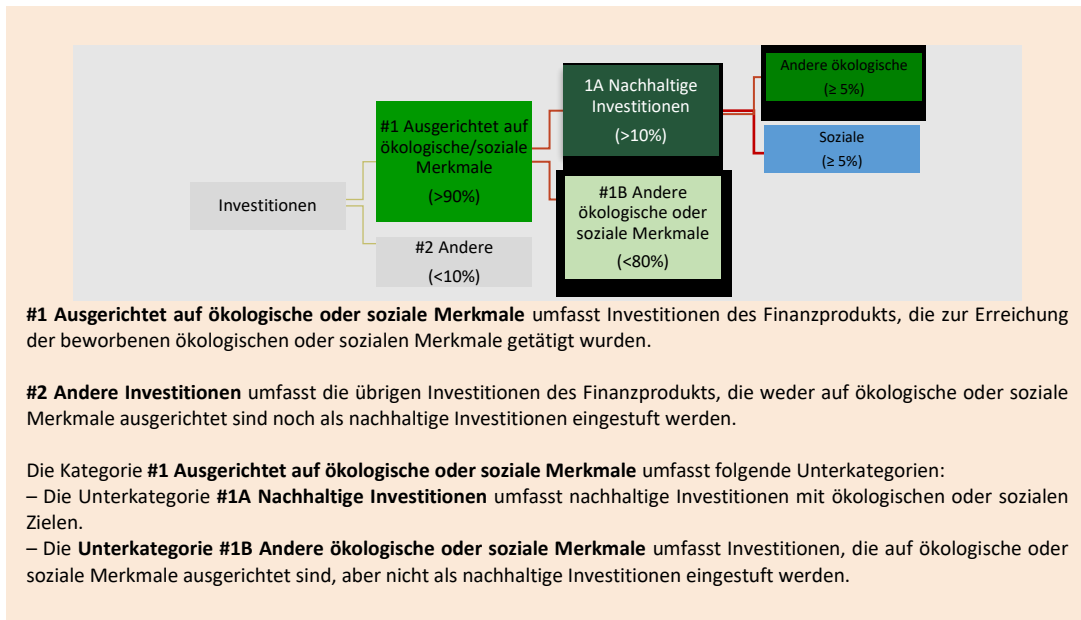 Investitionen
#1 Ausgerichtet auf
ökologische/soziale
Merkmale
(>90%)
#2 Andere
(<10%)
1A Nachhaltige
Investitionen
(>10%)
#1B Andere
ökologische oder
soziale Merkmale
(<80%)
Andere ökologische
(≥ 5%)
Soziale
(≥ 5%)
#1 Ausgerichtet auf ökologische oder soziale Merkmale umfasst Investitionen des Finanzprodukts, die zur Erreichung
der beworbenen ökologischen oder sozialen Merkmale getätigt wurden.
#2 Andere Investitionen umfasst die übrigen Investitionen des Finanzprodukts, die weder auf ökologische oder soziale
Merkmale ausgerichtet sind noch als nachhaltige Investitionen eingestuft werden.
Die Kategorie #1 Ausgerichtet auf ökologische oder soziale Merkmale umfasst folgende Unterkategorien:
– Die Unterkategorie #1A Nachhaltige Investitionen umfasst nachhaltige Investitionen mit ökologischen oder sozialen
Zielen.
– Die Unterkategorie #1B Andere ökologische oder soziale Merkmale umfasst Investitionen, die auf ökologische oder
soziale Merkmale ausgerichtet sind, aber nicht als nachhaltige Investitionen eingestuft werden.